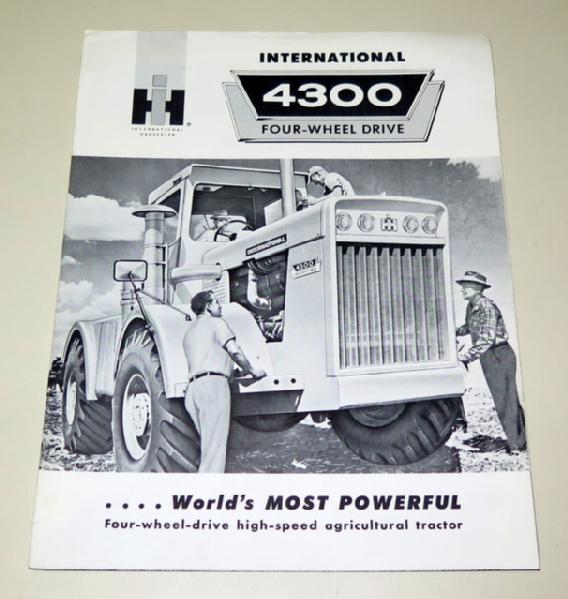 INTERNATIONAL
4300
FOUR-WHEEL DRIVE
IH
INTERNATIONAL
HARVESTER
®
INTERNATIONAL
4300
IH
. . . . World's MOST POWERFUL
Four-wheel-drive high-speed agricultural tractor